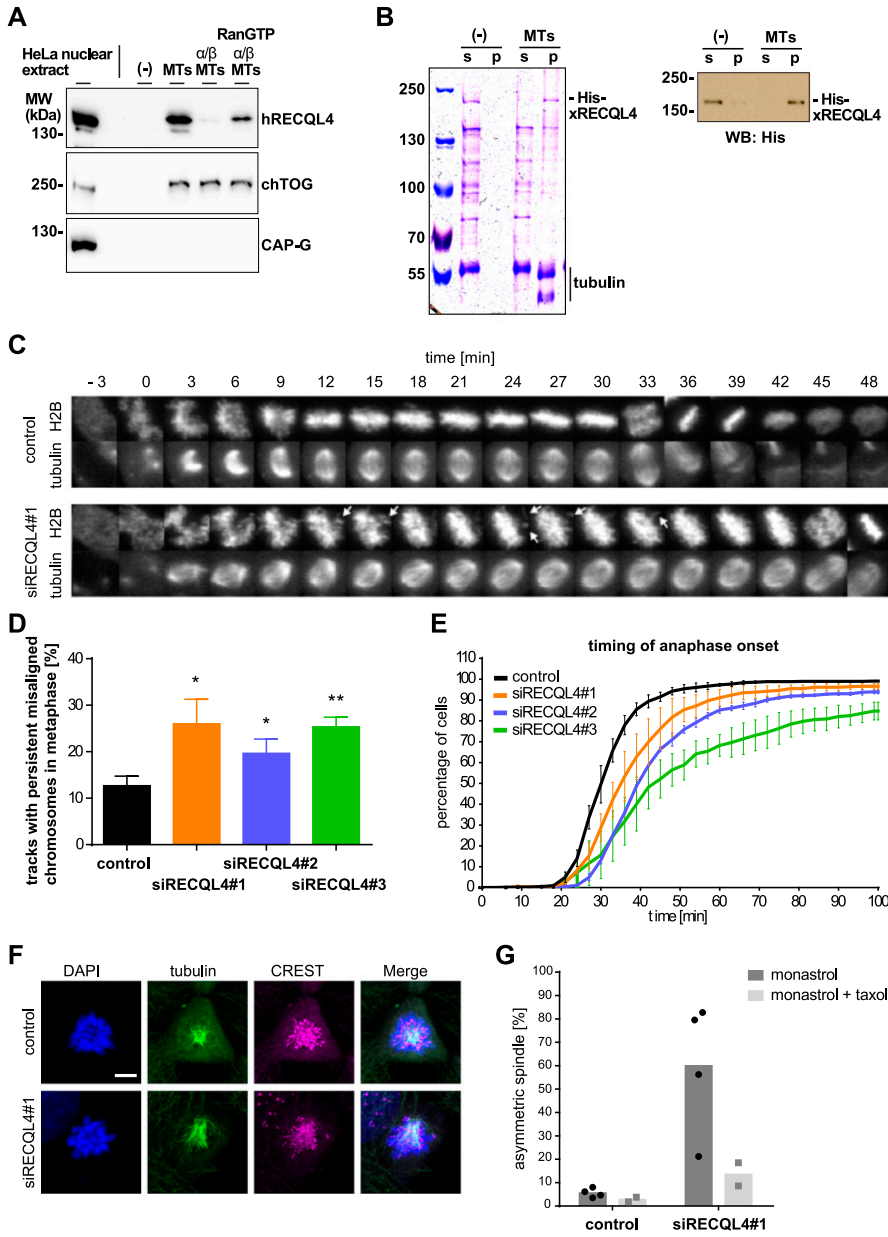 A
RanGTP
HeLa nuclear extract
(-)
MTs
α/β MTs
α/β MTs
MW (kDa)
130-
hRECQL4
250-
chTOG
130-
CAP-G
B
(-)
MTs
s p s p
250
130
100
70
55
- His-xRECQL4
tubulin
(-)
MTs
s p s p
250-
150-
- His-xRECQL4
WB: His
C
time [min]
- 3 0 3 6 9 12 15 18 21 24 27 30 33 36 39 42 45 48
control
H2B
tubulin
siRECQL4#1
H2B
tubulin
D
tracks with persistent misaligned
chromosomes in metaphase [%]
40
30
20
10
0
* * **
control
siRECQL4#1
siRECQL4#2
siRECQL4#3
E
timing of anaphase onset
percentage of cells
110
100
90
80
70
60
50
40
30
20
10
0
control
siRECQL4#1
siRECQL4#2
siRECQL4#3
0 10 20 30 40 50 60 70 80 90 100
time [min]
F
DAPI tubulin CREST Merge
control
siRECQL4#1
G
asymmetric spindle [%]
100
90
80
70
60
50
40
30
20
10
0
monastrol
monastrol + taxol
control
siRECQL4#1